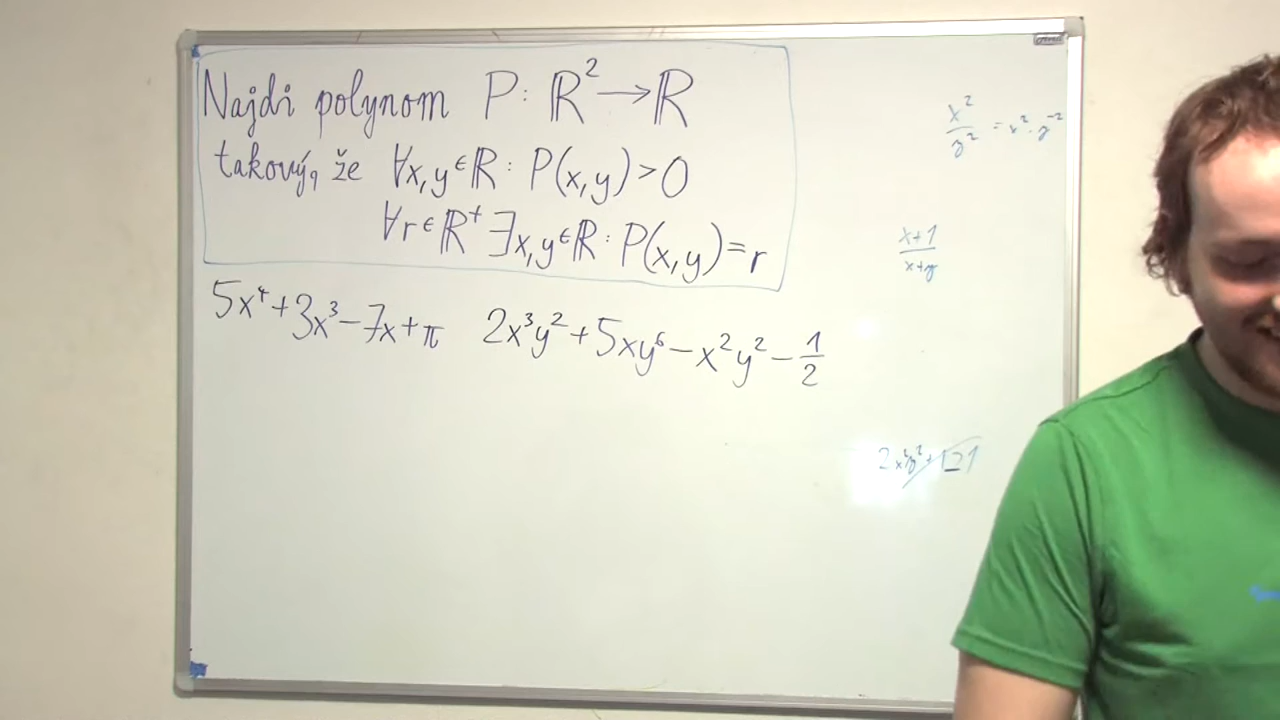 Najdi polynom P: ℝ² → ℝ
takový, že ∀x,y ∈ ℝ : P(x,y) > 0
∀r ∈ ℝ⁺ ∃x,y ∈ ℝ : P(x,y) = r
5x⁴ + 3x³ − 7x + π 2x³y² + 5xy⁶ − x²y² − 1/2
x²/y² = x² · y⁻²
x+1/x+y